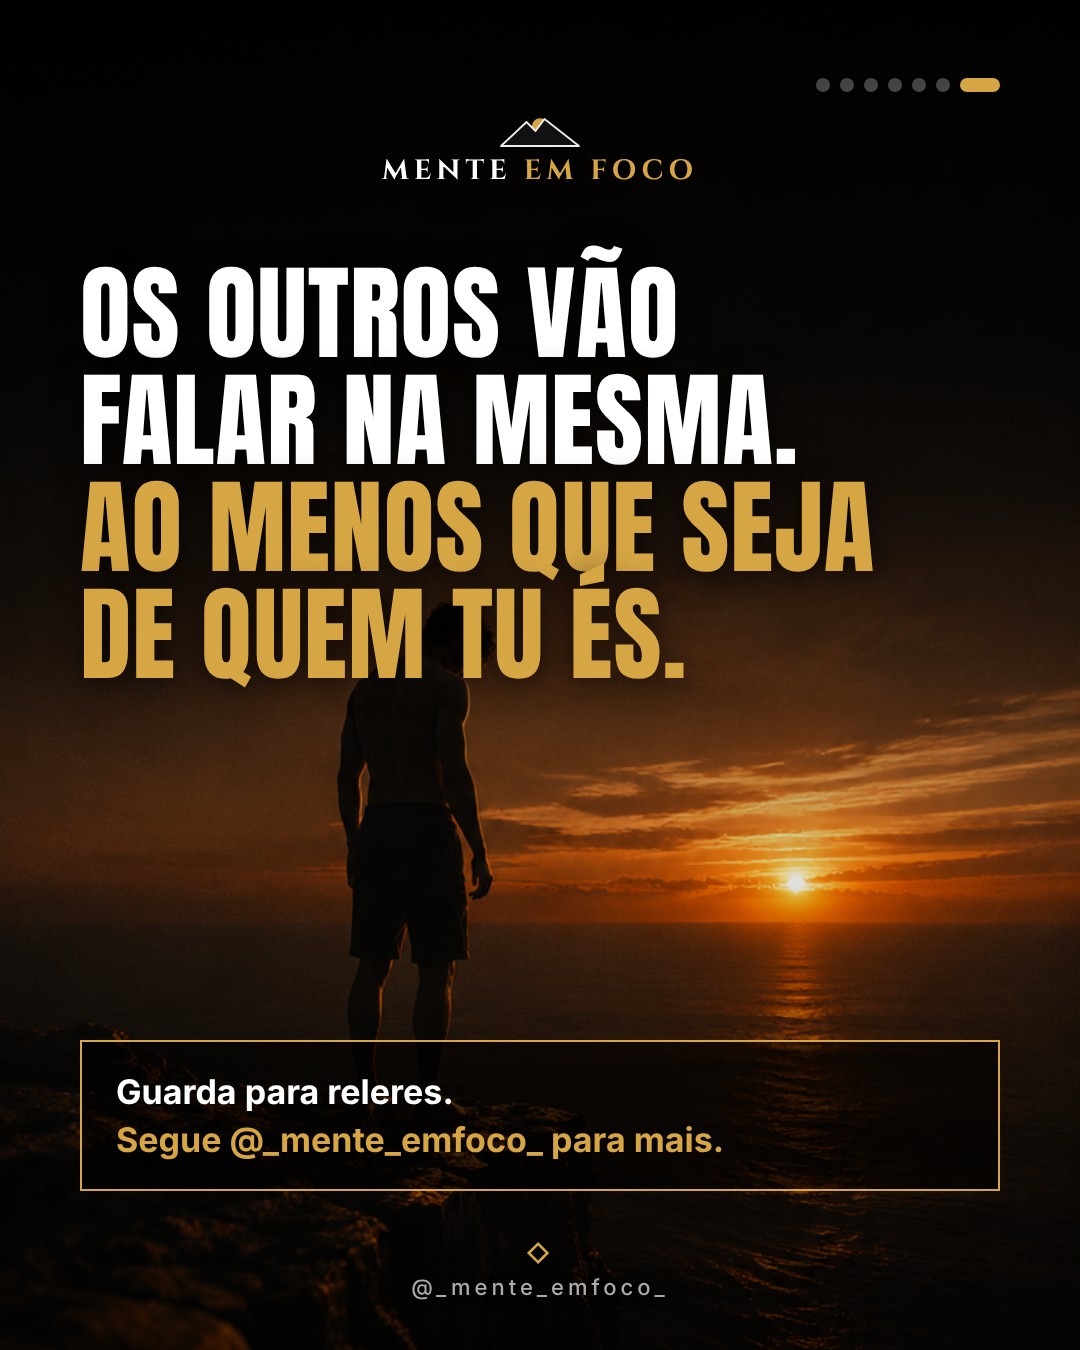 MENTE EM FOCO
OS OUTROS VÃO
FALAR NA MESMA.
AO MENOS QUE SEJA
DE QUEM TU ÉS.
Guarda para releres.
Segue @_mente_emfoco_ para mais.
@_mente_emfoco_